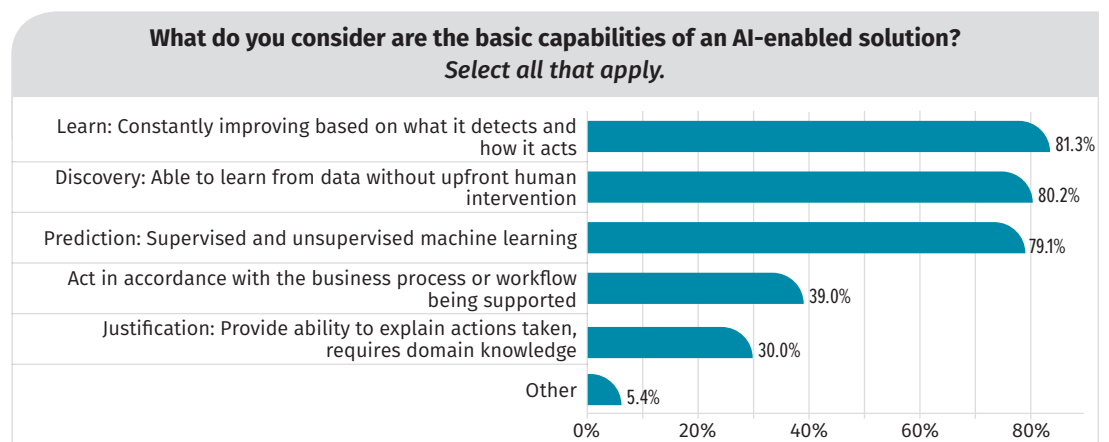 What do you consider are the basic capabilities of an AI-enabled solution?
Select all that apply.
Learn: Constantly improving based on what it detects and
how it acts
81.3%
Discovery: Able to learn from data without upfront human
intervention
80.2%
Prediction: Supervised and unsupervised machine learning
79.1%
Act in accordance with the business process or workflow
being supported
39.0%
Justification: Provide ability to explain actions taken,
requires domain knowledge
30.0%
Other
5.4%
0% 20% 40% 60% 80%